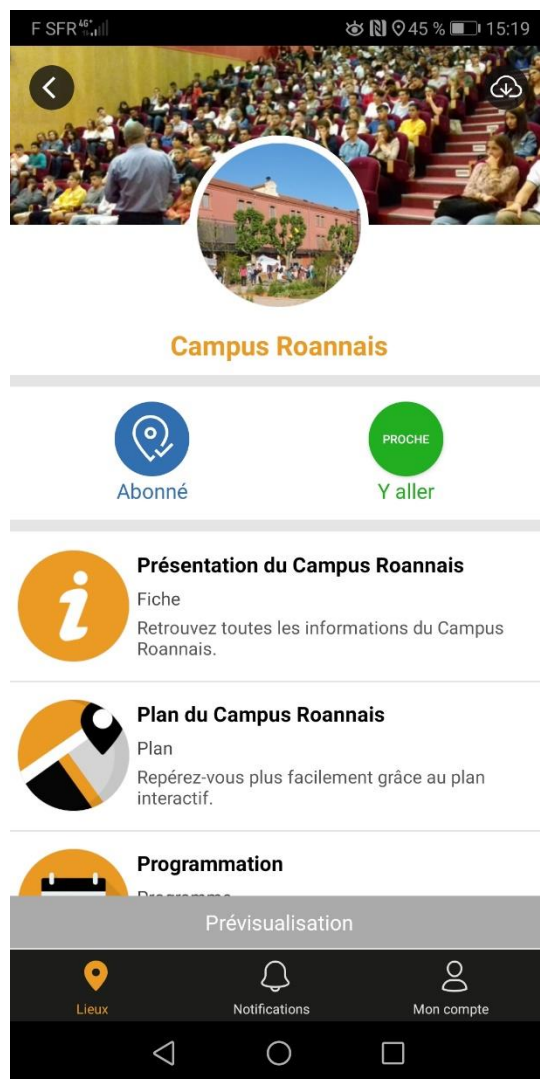 F SFR 4G+ 45 % 15:19
Campus Roannais
PROCHE
Abonné
Y aller
Présentation du Campus Roannais
Fiche
Retrouvez toutes les informations du Campus
Roannais.
Plan du Campus Roannais
Plan
Repérez-vous plus facilement grâce au plan
interactif.
Programmation
Prévisualisation
Lieux
Notifications
Mon compte